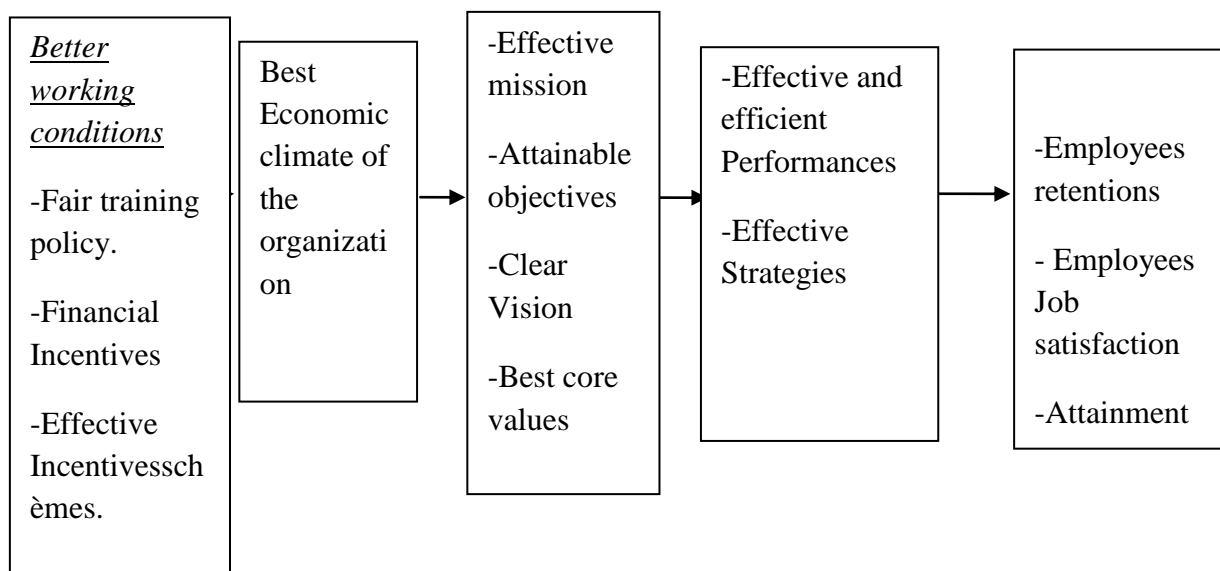 Better
working
conditions
-Fair training
policy.
-Financial
Incentives
-Effective
Incentivessch
èmes.
Best
Economic
climate of
the
organizati
on
-Effective
mission
-Attainable
objectives
-Clear
Vision
-Best core
values
-Effective and
efficient
Performances
-Effective
Strategies
-Employees
retentions
- Employees
Job
satisfaction
-Attainment